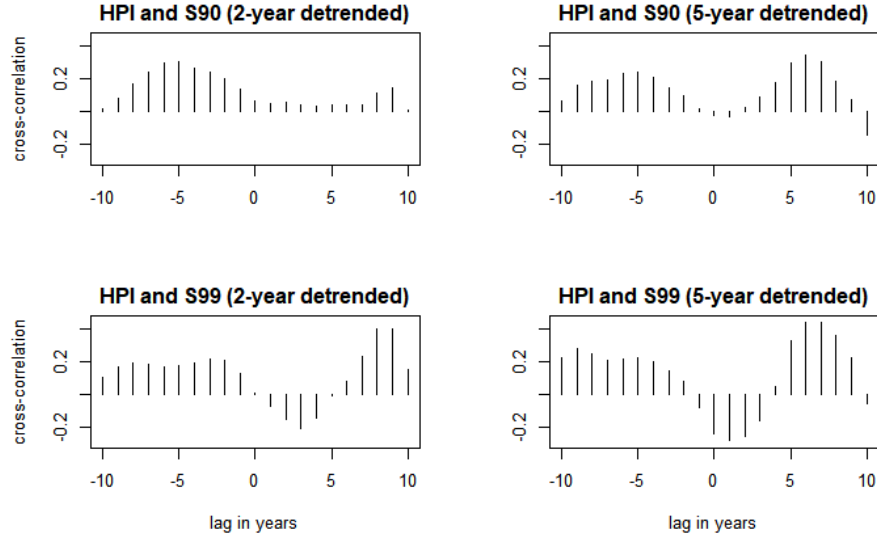 HPI and S90 (2-year detrended)
cross-correlation
0.2
-0.2
-10 -5 0 5 10
HPI and S90 (5-year detrended)
0.2
-0.2
-10 -5 0 5 10
HPI and S99 (2-year detrended)
cross-correlation
0.2
-0.2
-10 -5 0 5 10
lag in years
HPI and S99 (5-year detrended)
0.2
-0.2
-10 -5 0 5 10
lag in years